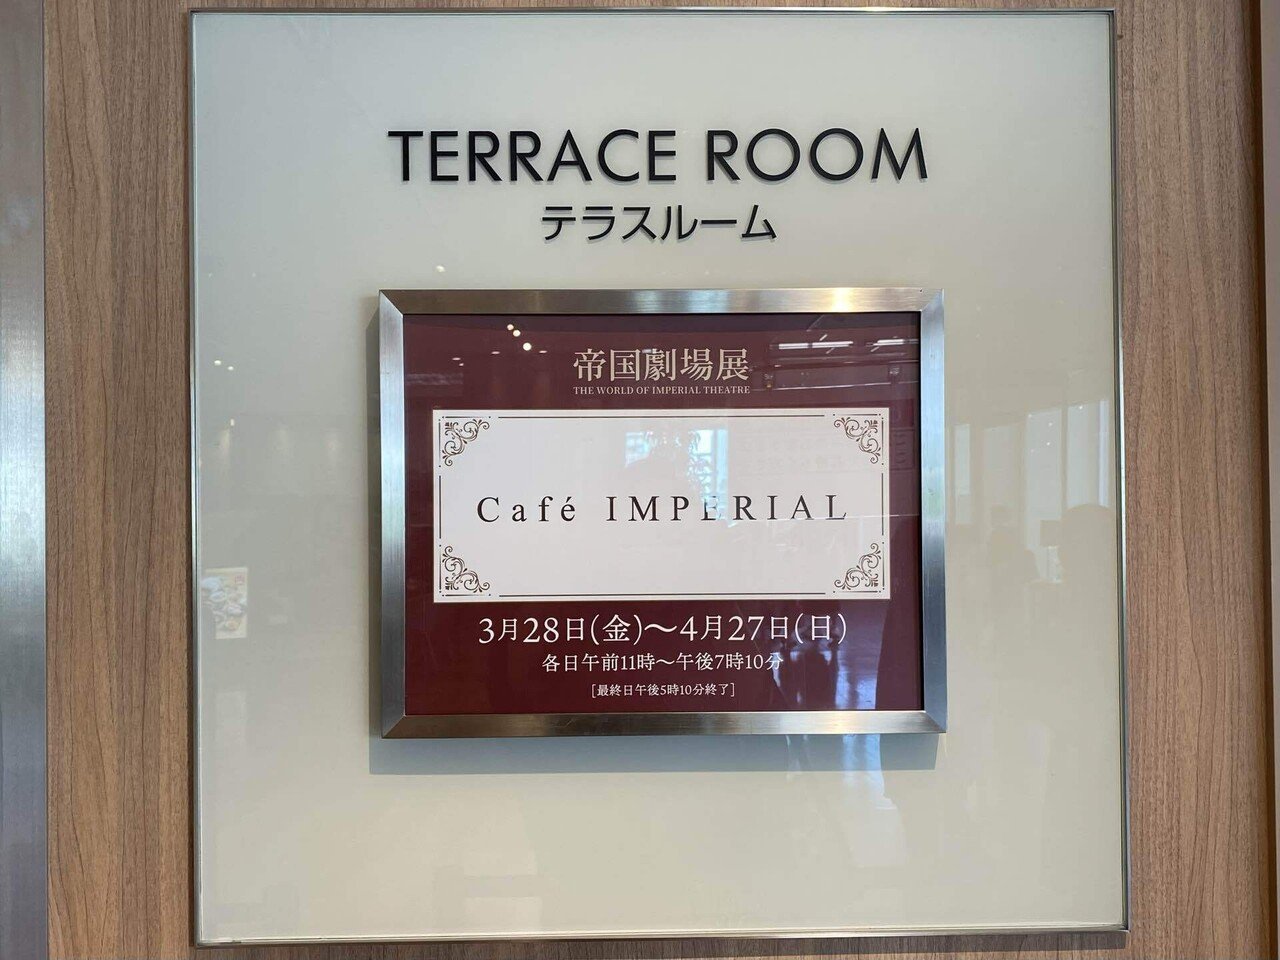 TERRACE ROOM
テラスルーム
帝国劇場展
THE WORLD OF IMPERIAL THEATRE
Café IMPERIAL
3月28日(金)～4月27日(日)
各日午前11時～午後7時10分
[最終日午後5時10分終了]